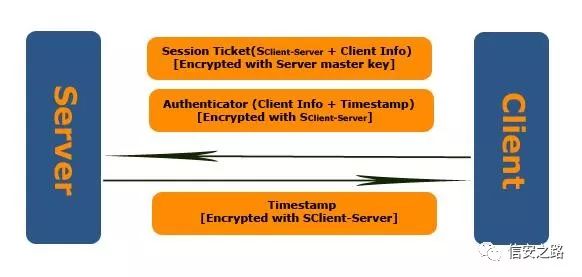 Session Ticket(SClient-Server + Client Info)
[Encrypted with Server master key]
Authenticator (Client Info + Timestamp)
[Encrypted with SClient-Server]
Server
Client
Timestamp
[Encrypted with SClient-Server]
信安之路